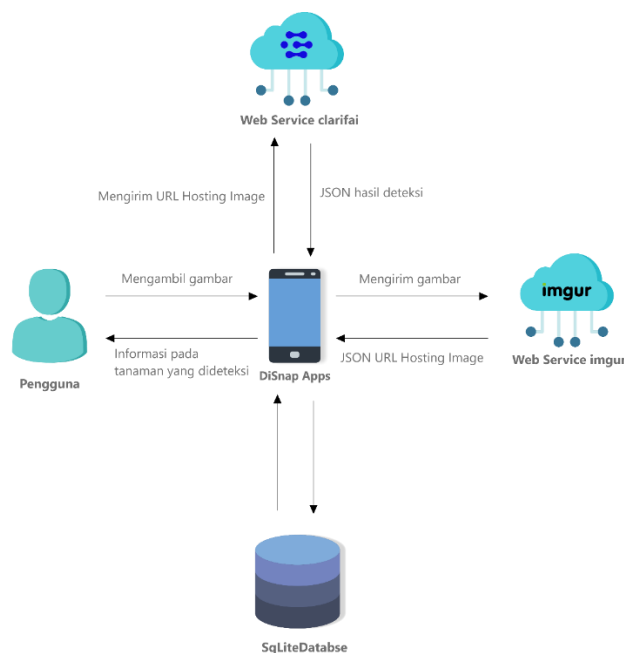 Web Service clarifai
Mengirim URL Hosting Image
JSON hasil deteksi
Mengambil gambar
Mengirim gambar
imgur
Informasi pada
tanaman yang dideteksi
JSON URL Hosting Image
Web Service imgur
Pengguna
DiSnap Apps
SqLiteDatabse